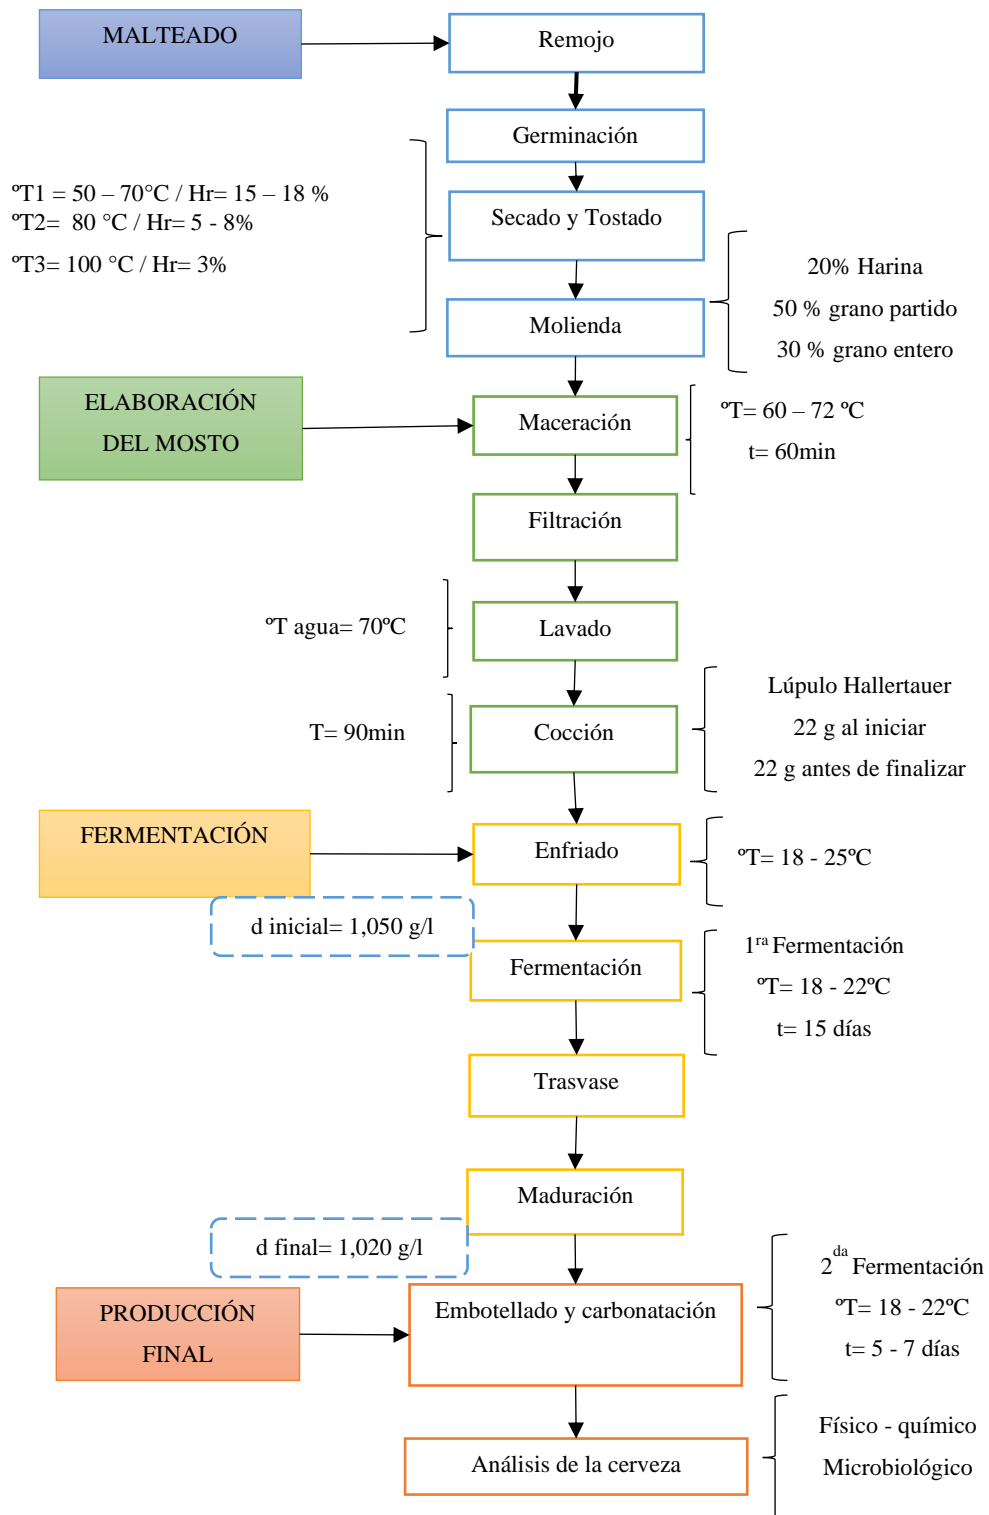 MALTEADO
Remojo
Germinación
ºT1 = 50 – 70°C / Hr= 15 – 18 %
ºT2= 80 °C / Hr= 5 - 8%
ºT3= 100 °C / Hr= 3%
Secado y Tostado
20% Harina
50 % grano partido
30 % grano entero
Molienda
ELABORACIÓN
DEL MOSTO
Maceración
ºT= 60 – 72 ºC
t= 60min
Filtración
ºT agua= 70ºC
Lavado
T= 90min
Cocción
Lúpulo Hallertauer
22 g al iniciar
22 g antes de finalizar
FERMENTACIÓN
Enfriado
ºT= 18 - 25ºC
d inicial= 1,050 g/l
Fermentación
1ra Fermentación
ºT= 18 - 22ºC
t= 15 días
Trasvase
Maduración
d final= 1,020 g/l
PRODUCCIÓN
FINAL
Embotellado y carbonatación
2da Fermentación
ºT= 18 - 22ºC
t= 5 - 7 días
Análisis de la cerveza
Físico - químico
Microbiológico